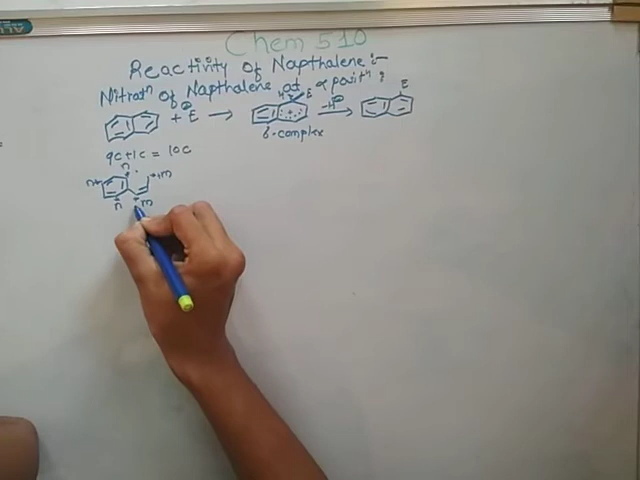 Chem 510
Reactivity of Napthalene :-
Nitratⁿ of Napthalene at α positⁿ :
+ E⊕ → H E -H⊕ → E
σ-complex
9C+1C = 10C
n m
n
n m